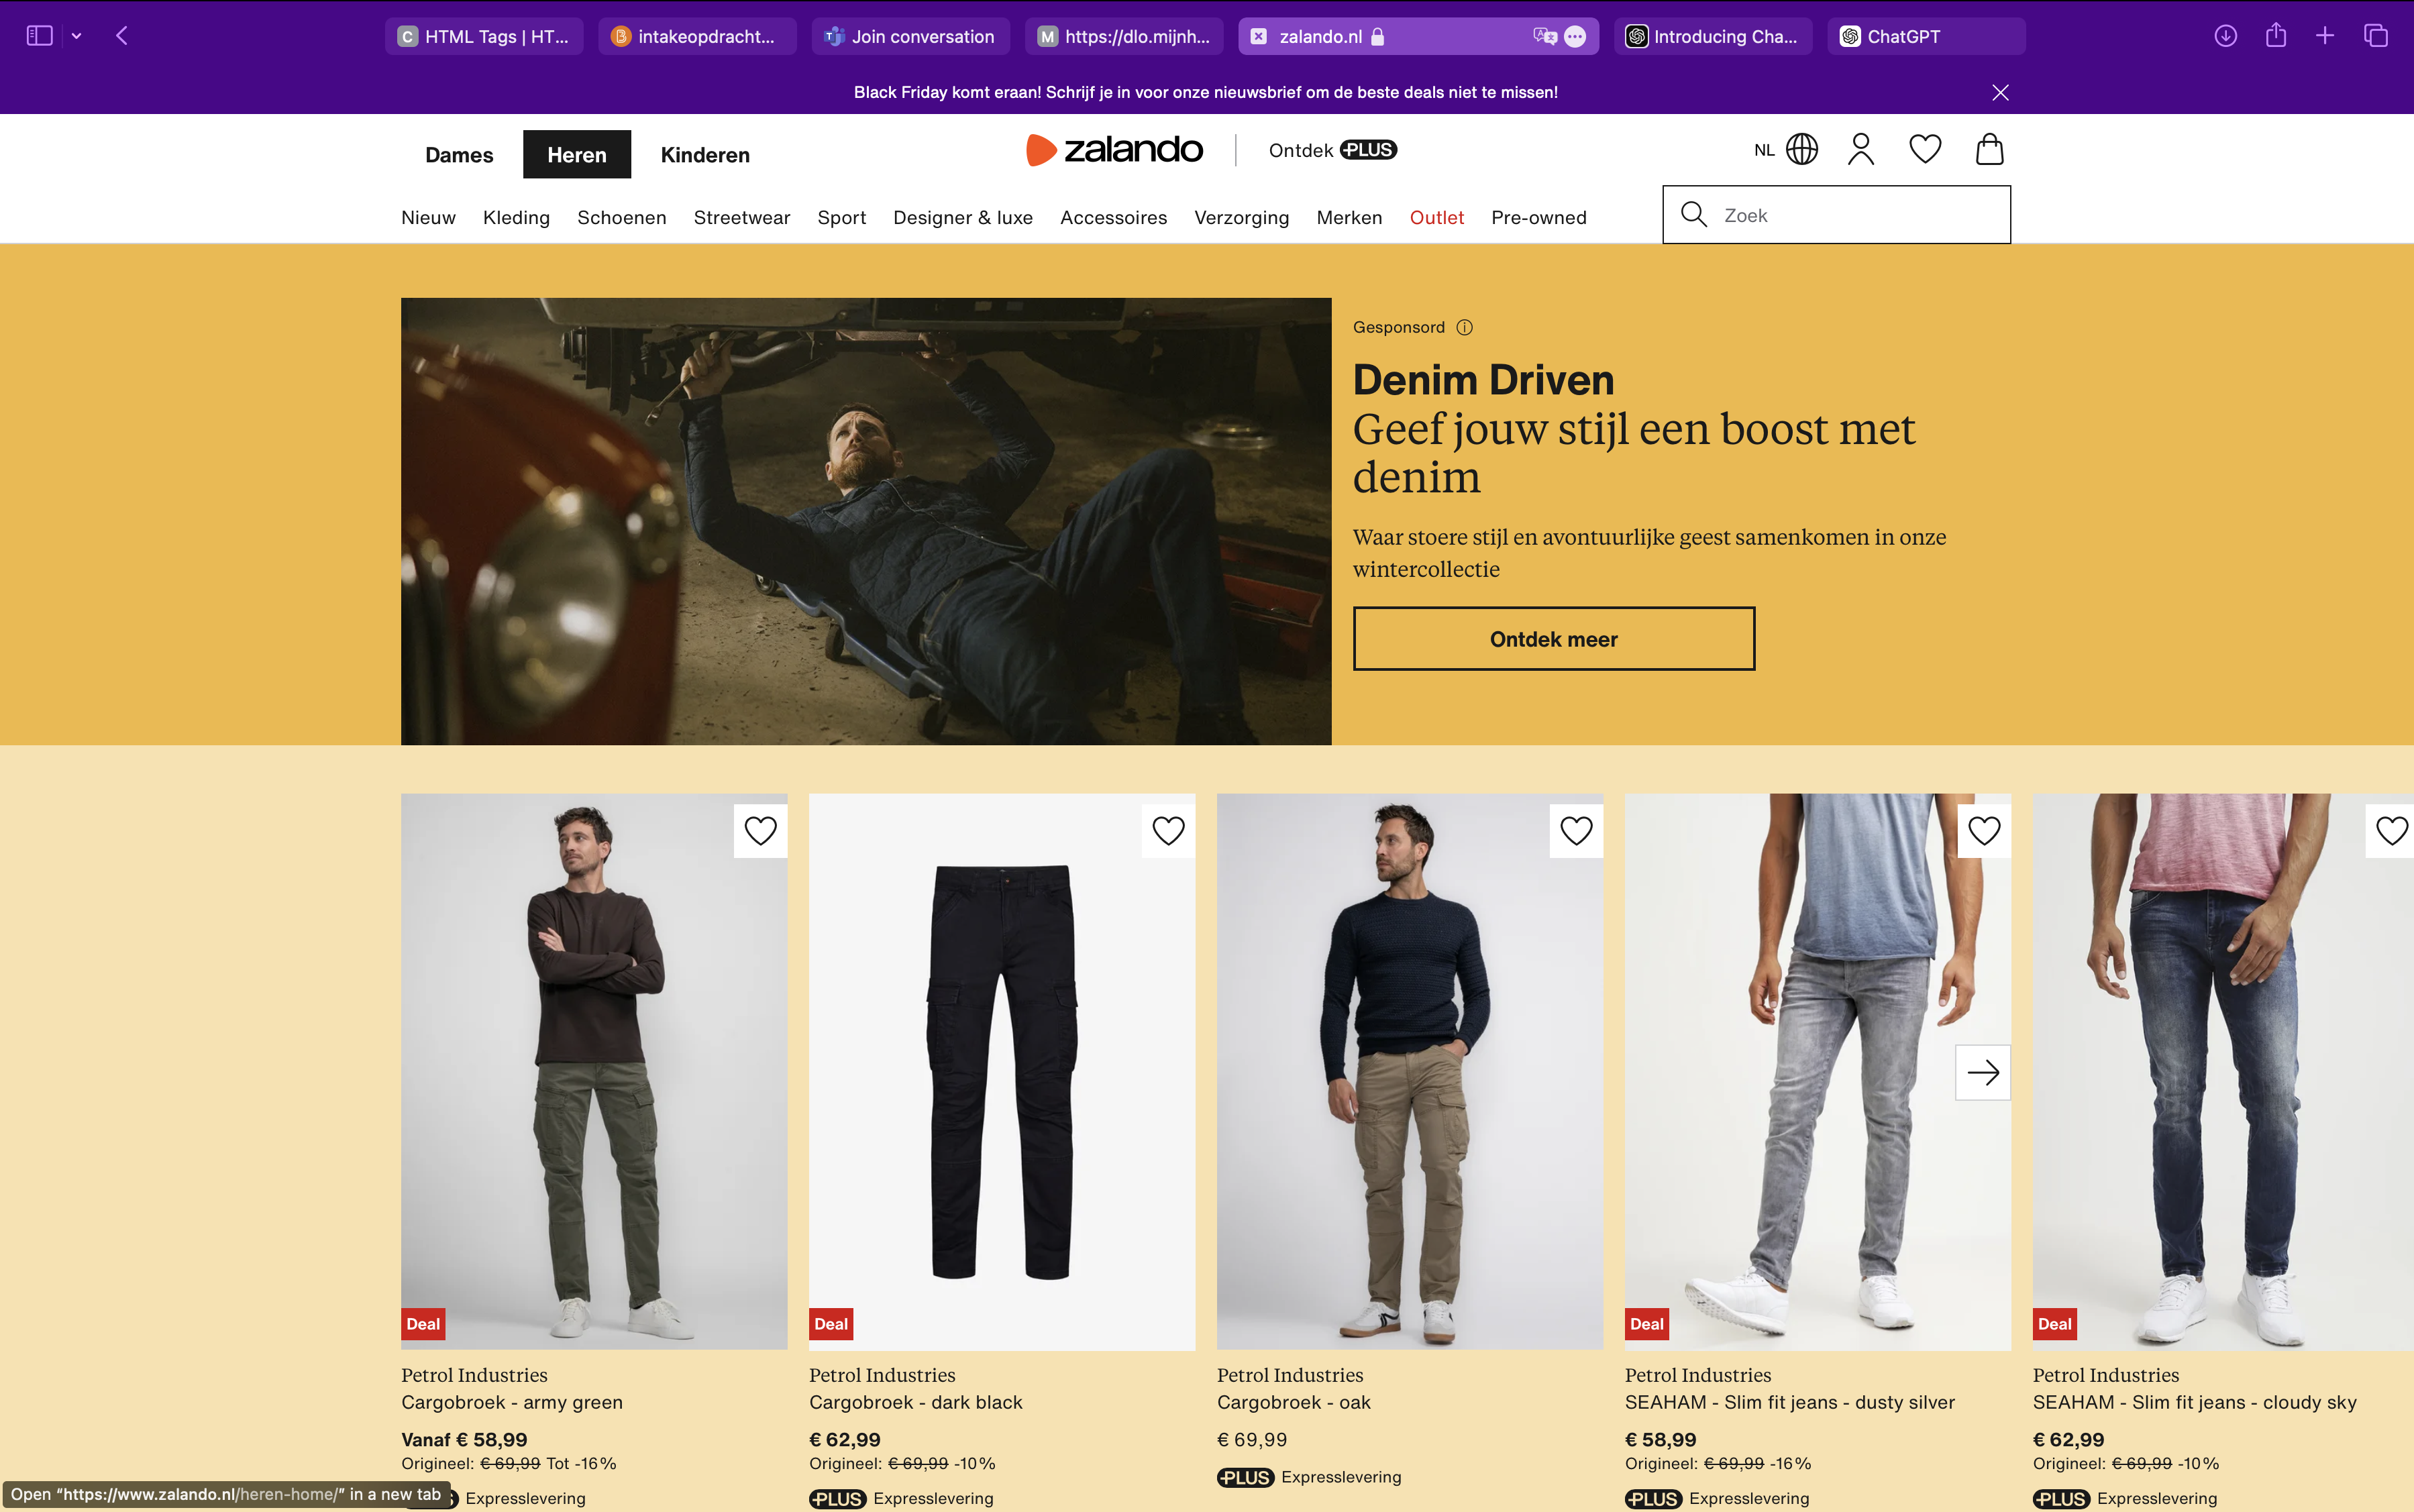 HTML Tags | HT...
intakeopdracht...
Join conversation
https://dlo.mijnh...
zalando.nl
Introducing Cha...
ChatGPT
Black Friday komt eraan! Schrijf je in voor onze nieuwsbrief om de beste deals niet te missen!
Dames Heren Kinderen
zalando
Ontdek PLUS
NL
Nieuw Kleding Schoenen Streetwear Sport Designer & luxe Accessoires Verzorging Merken Outlet Pre-owned
Zoek
Gesponsord
Denim Driven
Geef jouw stijl een boost met
denim
Waar stoere stijl en avontuurlijke geest samenkomen in onze
wintercollectie
Ontdek meer
Deal
Petrol Industries
Cargobroek - army green
Vanaf € 58,99
Origineel: € 69,99 Tot -16%
Expresslevering
Deal
Petrol Industries
Cargobroek - dark black
€ 62,99
Origineel: € 69,99 -10%
PLUS Expresslevering
Petrol Industries
Cargobroek - oak
€ 69,99
PLUS Expresslevering
Deal
Petrol Industries
SEAHAM - Slim fit jeans - dusty silver
€ 58,99
Origineel: € 69,99 -16%
PLUS Expresslevering
Deal
Petrol Industries
SEAHAM - Slim fit jeans - cloudy sky
€ 62,99
Origineel: € 69,99 -10%
PLUS Expresslevering
Open “https://www.zalando.nl/heren-home/” in a new tab